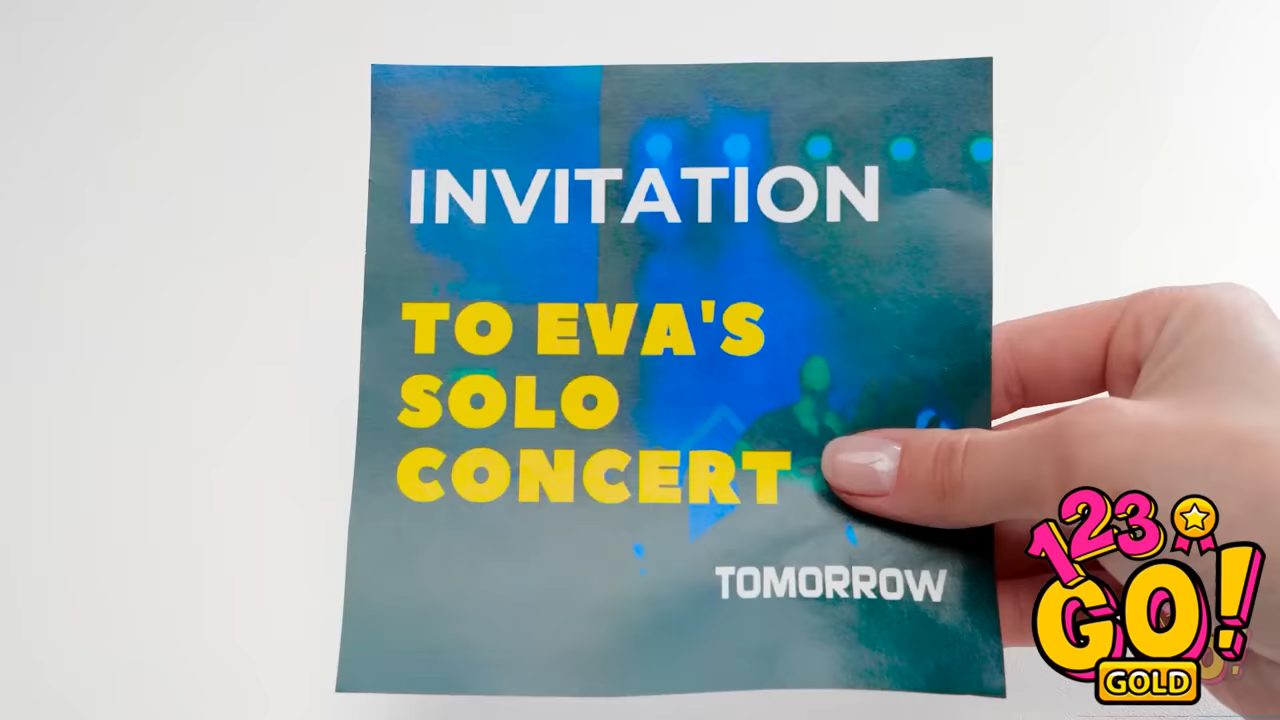 INVITATION
TO EVA'S
SOLO
CONCERT
TOMORROW
123
GO!
GOLD